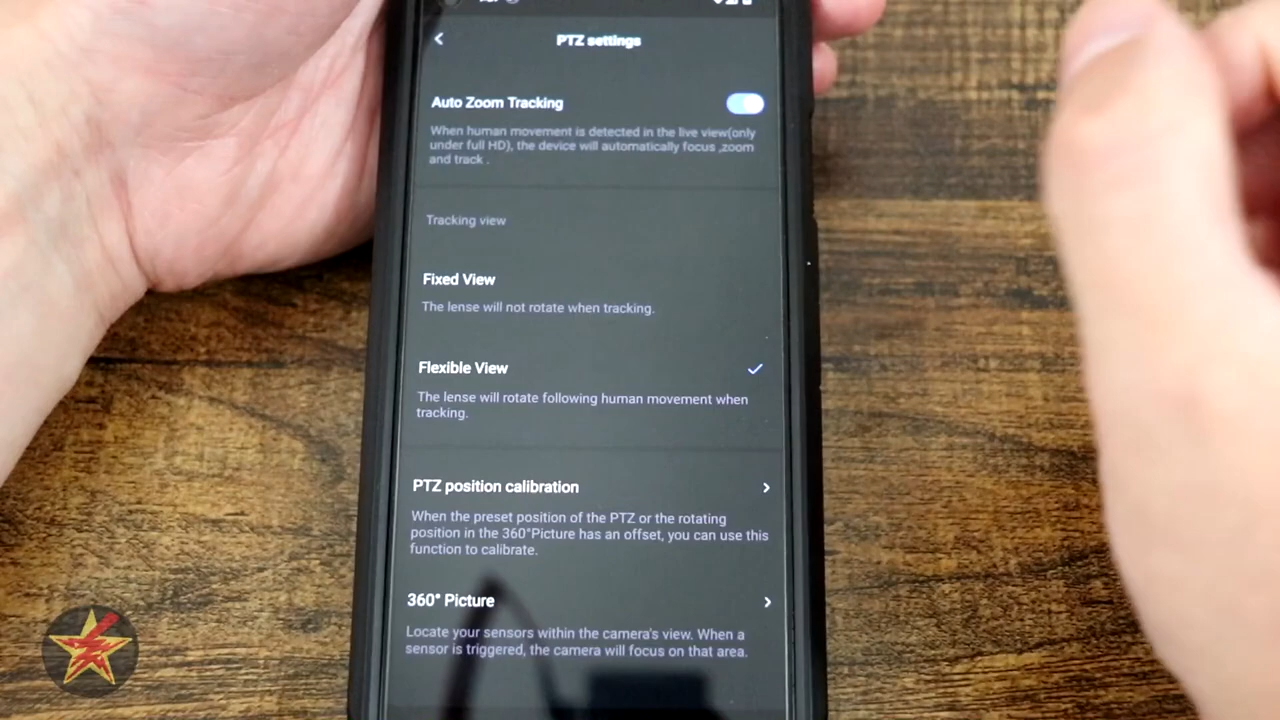 PTZ settings
Auto Zoom Tracking
When human movement is detected in the live view(only
under full HD), the device will automatically focus ,zoom
and track .
Tracking view
Fixed View
The lense will not rotate when tracking.
Flexible View
The lense will rotate following human movement when
tracking.
PTZ position calibration
When the preset position of the PTZ or the rotating
position in the 360°Picture has an offset, you can use this
function to calibrate.
360° Picture
Locate your sensors within the camera's view. When a
sensor is triggered, the camera will focus on that area.